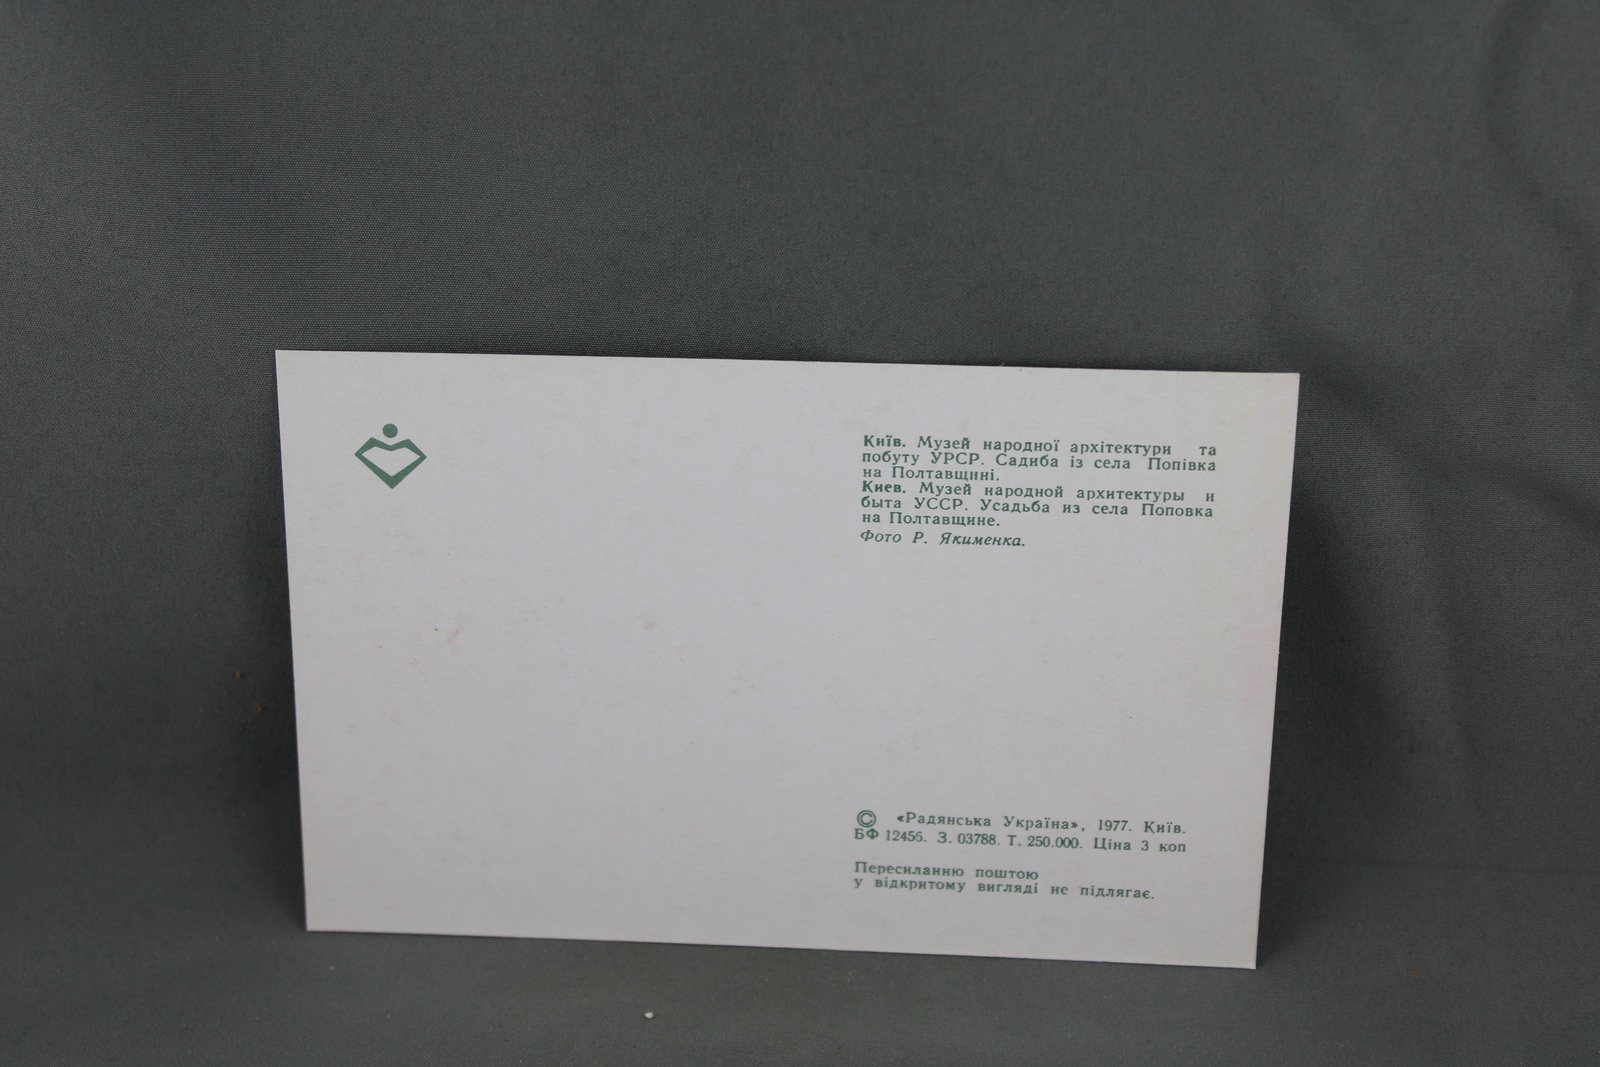 Київ. Музей народної архітектури та
побуту УРСР. Садиба із села Попівка
на Полтавщині.
Киев. Музей народной архитектуры и
быта УССР. Усадьба из села Поповка
на Полтавщине.
Фото Р. Якименка.
© «Радянська Україна», 1977. Київ.
БФ 12456. З. 03788. Т. 250.000. Ціна 3 коп
Пересиланню поштою
у відкритому вигляді не підлягає.